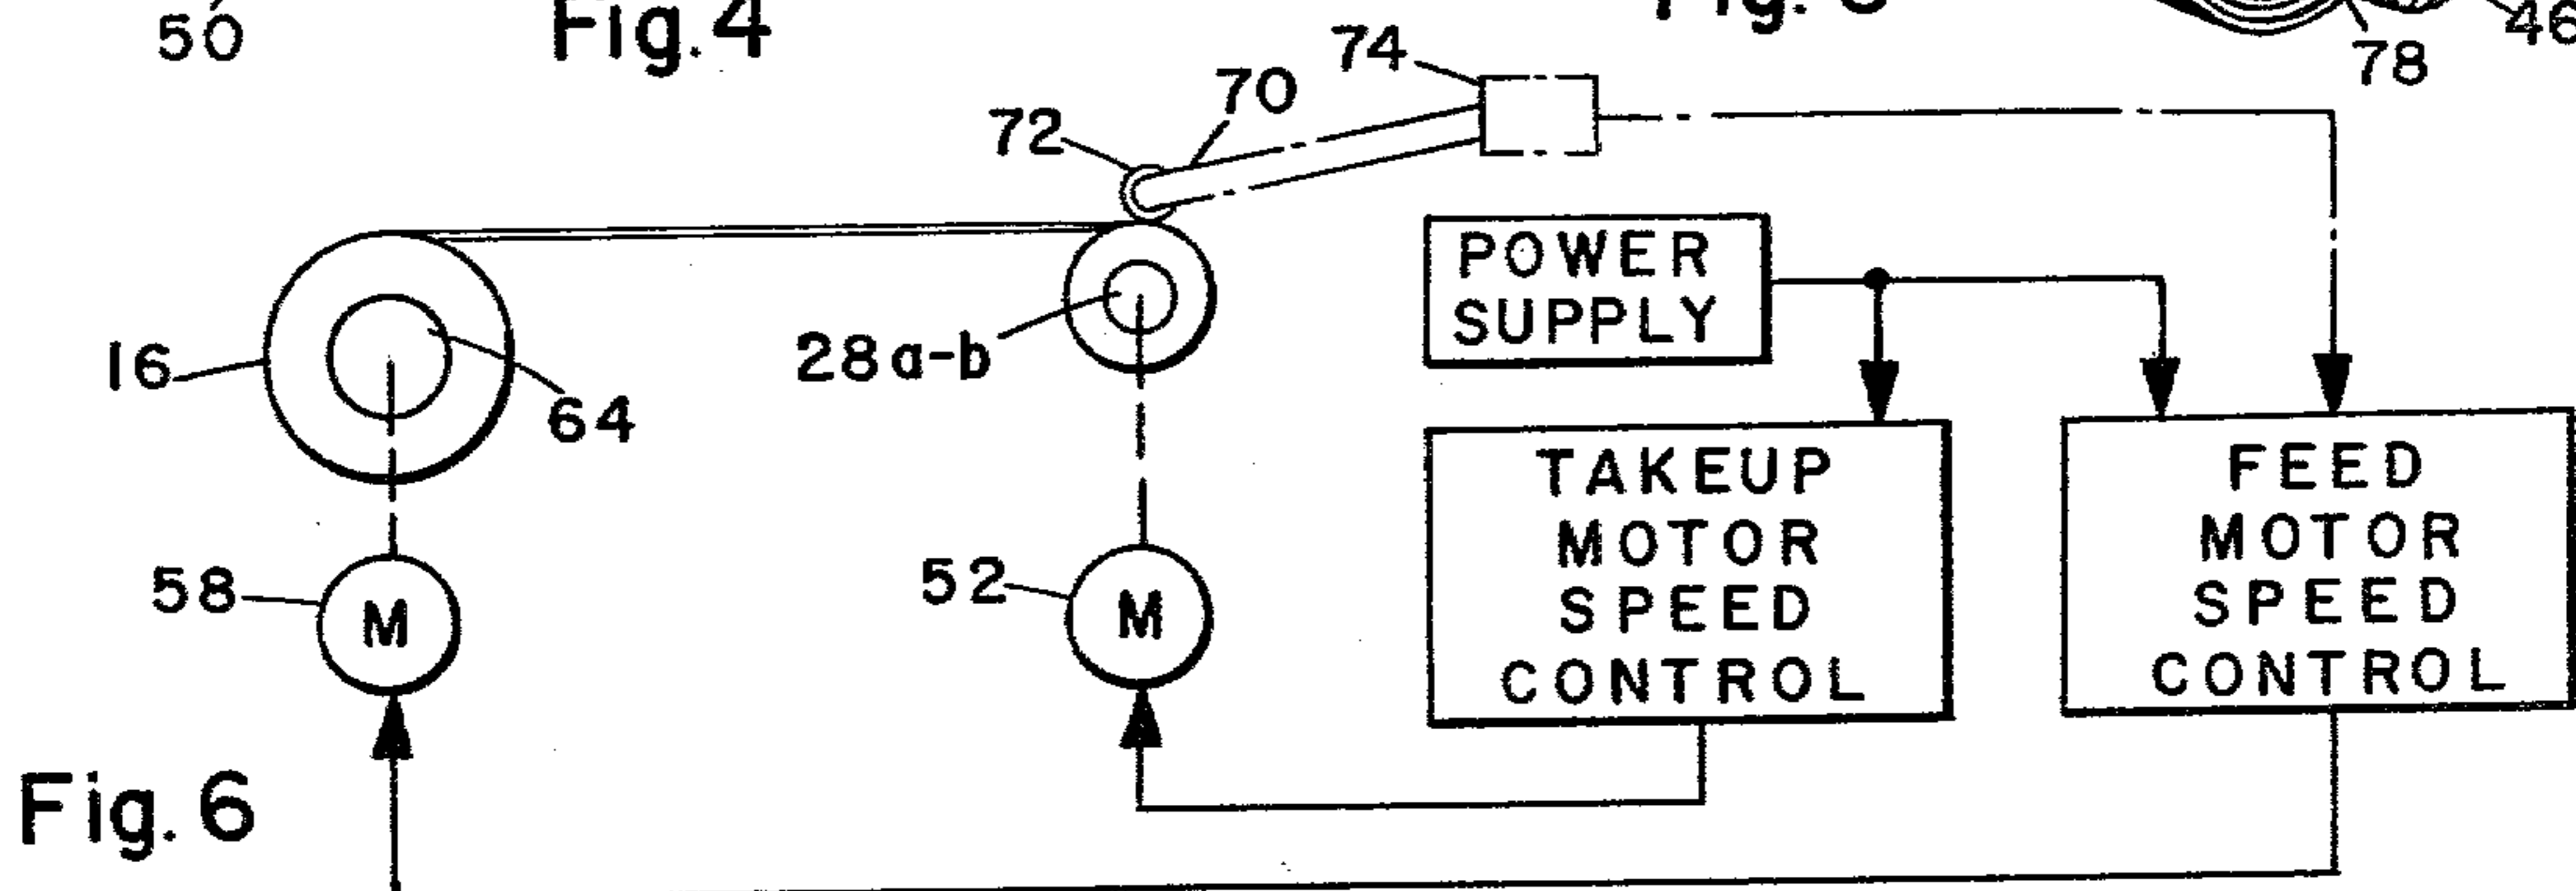 50
Fig. 4
46
78
74
70
72
POWER
SUPPLY
28a-b
16
64
TAKEUP
MOTOR
SPEED
CONTROL
FEED
MOTOR
SPEED
CONTROL
58
M
52
M
Fig. 6